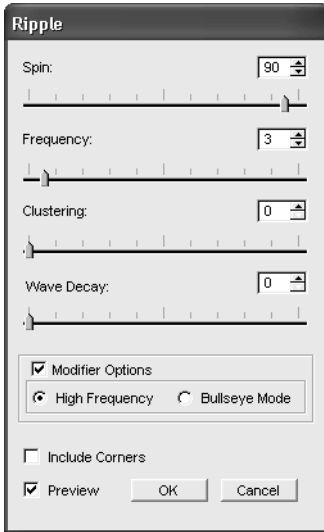 Ripple
Spin: 90
Frequency: 3
Clustering: 0
Wave Decay: 0
Modifier Options
High Frequency Bullseye Mode
Include Corners
Preview OK Cancel